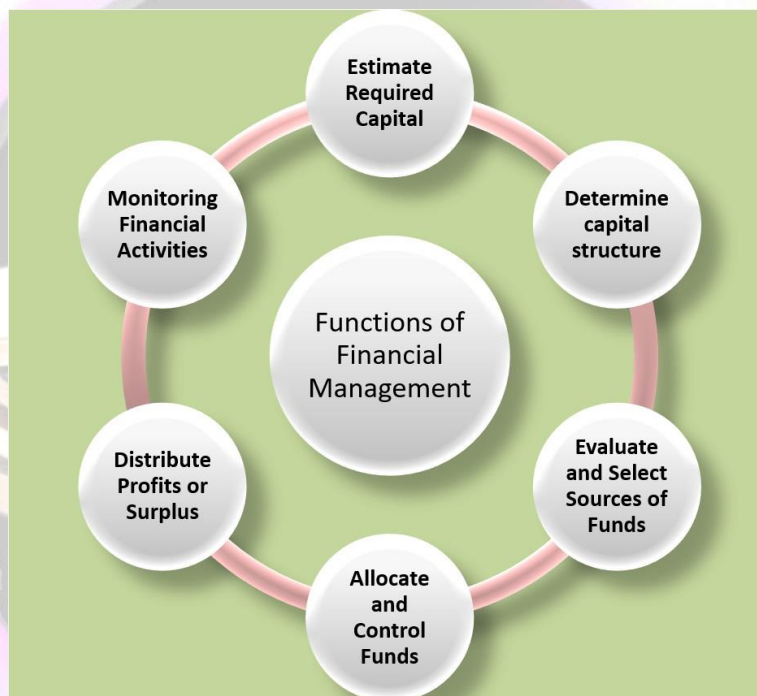 Estimate
Required
Capital
Determine
capital
structure
Evaluate
and Select
Sources of
Funds
Allocate
and
Control
Funds
Distribute
Profits or
Surplus
Monitoring
Financial
Activities
Functions of
Financial
Management